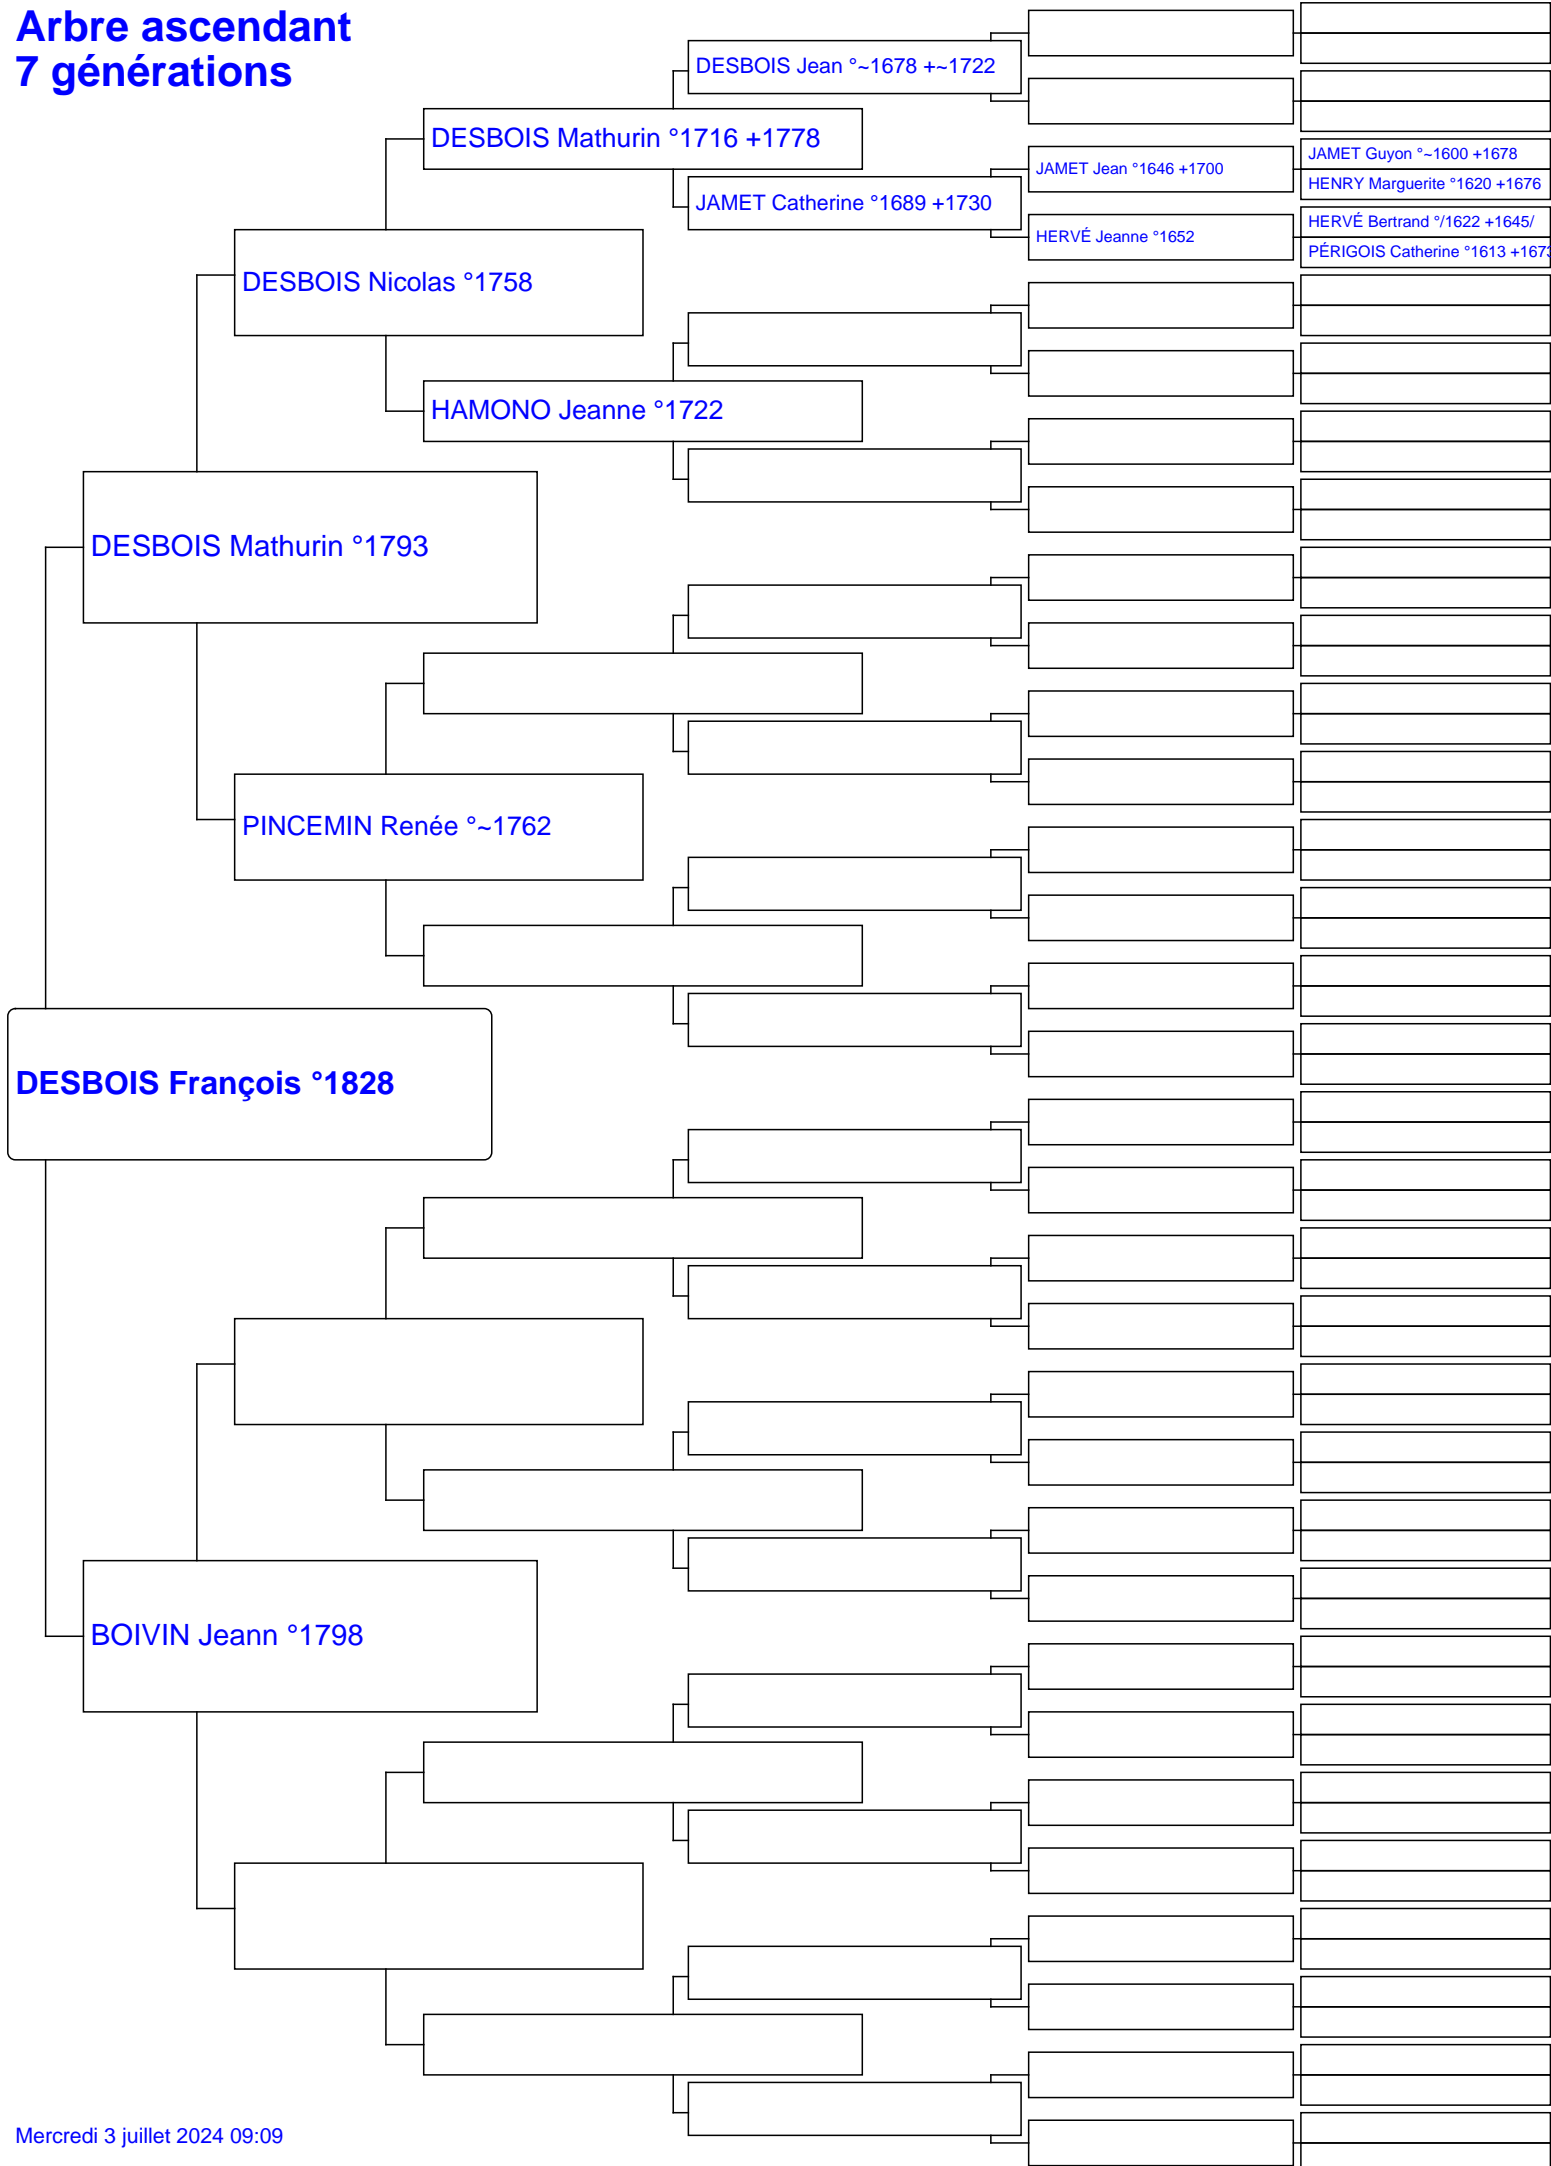 Arbre ascendant
7 générations
DESBOIS Jean °~1678 +~1722
DESBOIS Mathurin °1716 +1778
JAMET Jean °1646 +1700
JAMET Guyon °~1600 +1678
HENRY Marguerite °1620 +1676
JAMET Catherine °1689 +1730
HERVÉ Jeanne °1652
HERVÉ Bertrand °/1622 +1645/
PÉRIGOIS Catherine °1613 +1673
DESBOIS Nicolas °1758
HAMONO Jeanne °1722
DESBOIS Mathurin °1793
PINCEMIN Renée °~1762
DESBOIS François °1828
BOIVIN Jeann °1798
Mercredi 3 juillet 2024 09:09